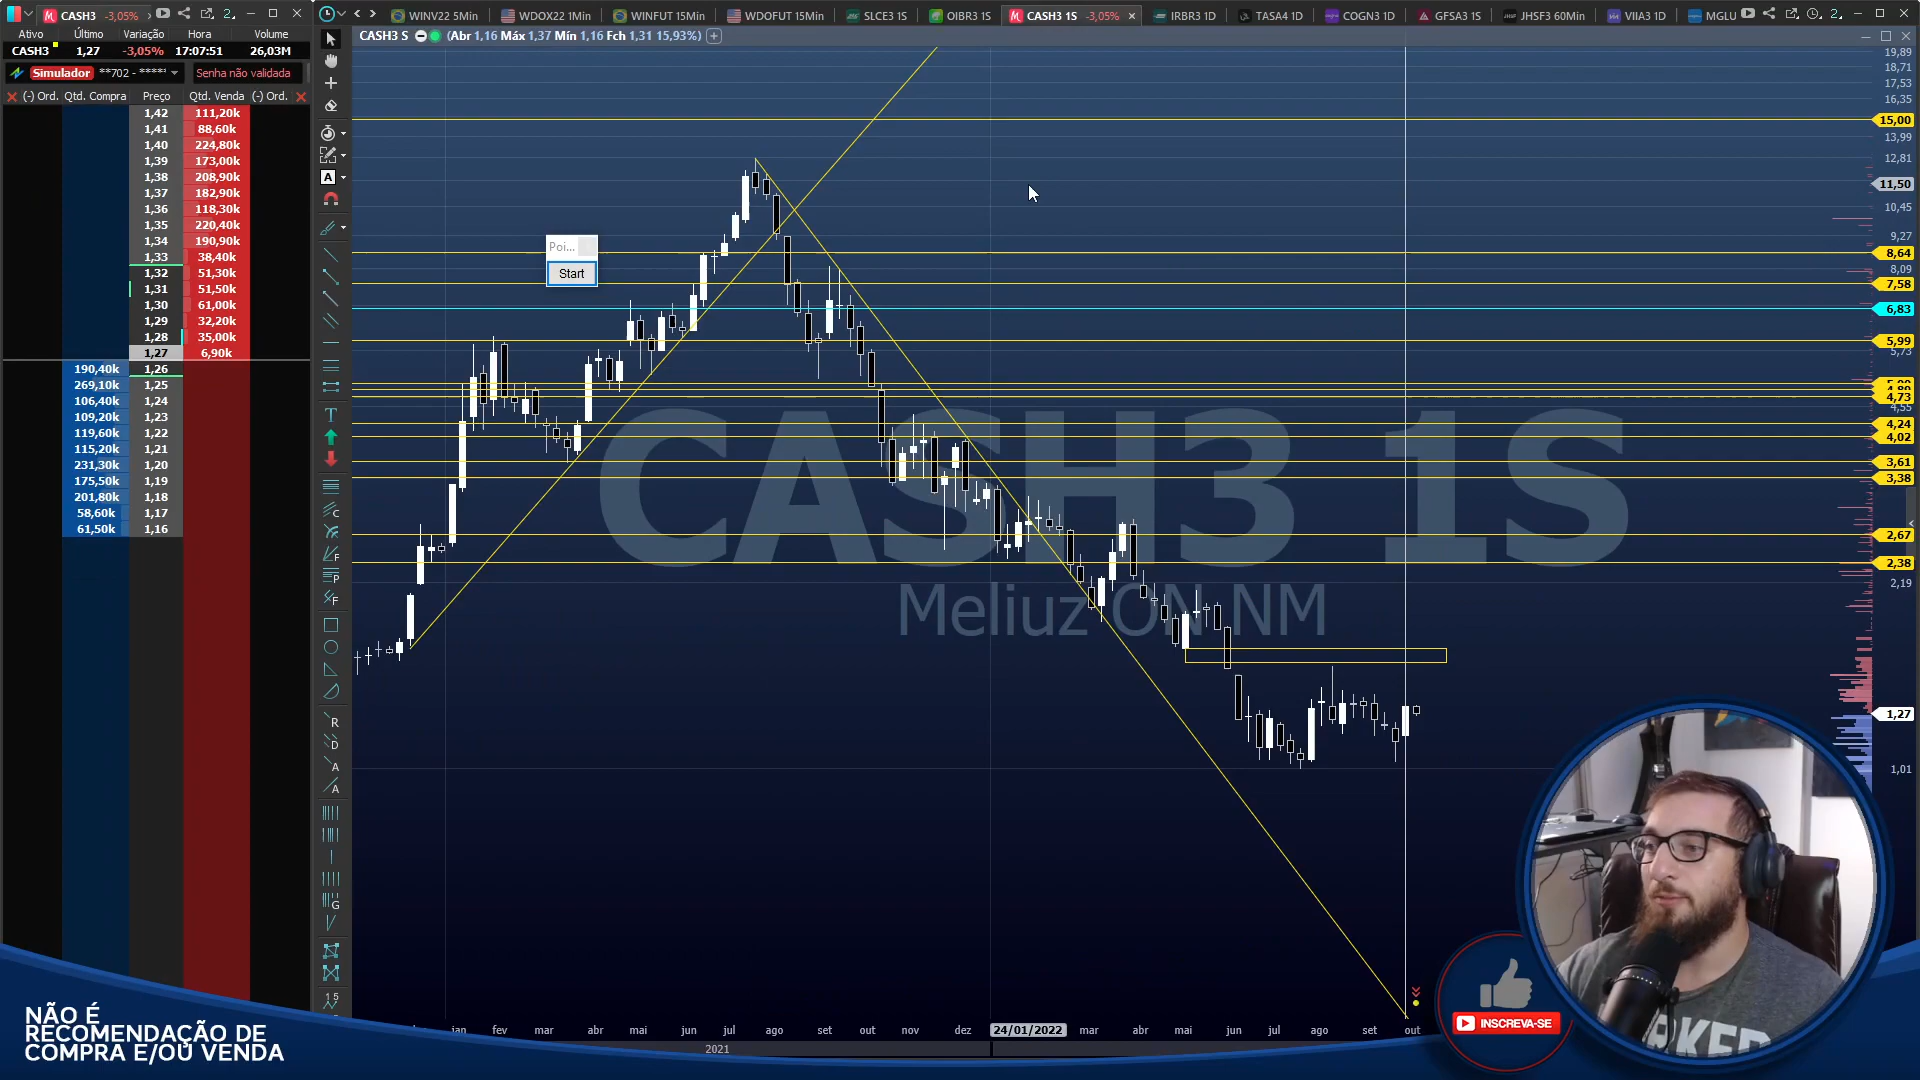 CASH3 -3,05%
WINV22 5Min
WDOX22 1Min
WINFUT 15Min
WDOFUT 15Min
SLCE3 1S
OIBR3 1S
CASH3 1S -3,05%
IRBR3 1D
TASA4 1D
COGN3 1D
GFSA3 1S
JHSF3 60Min
VIIA3 1D
MGLU
Ativo Último Variação Hora Volume
CASH3 1,27 -3,05% 17:07:51 26,03M
Simulador **702 - ****' Senha não validada
(-) Ord. Qtd. Compra Preço Qtd. Venda (-) Ord.
1,42 111,20k
1,41 88,60k
1,40 224,80k
1,39 173,00k
1,38 208,90k
1,37 182,90k
1,36 118,30k
1,35 220,40k
1,34 190,90k
1,33 38,40k
1,32 51,30k
1,31 51,50k
1,30 61,00k
1,29 32,20k
1,28 35,00k
1,27 6,90k
190,40k 1,26
269,10k 1,25
106,40k 1,24
109,20k 1,23
119,60k 1,22
115,20k 1,21
231,30k 1,20
175,50k 1,19
201,80k 1,18
58,60k 1,17
61,50k 1,16
CASH3 S (Abr 1,16 Máx 1,37 Mín 1,16 Fch 1,31 15,93%)
Poi...
Start
CASH3 1S
Meliuz ON NM
19,89
18,71
17,53
16,35
15,00
13,99
12,81
11,50
10,45
9,27
8,64
8,09
7,58
6,83
5,99
5,73
4,73
4,55
4,24
4,02
3,61
3,38
2,67
2,38
2,19
1,27
1,01
jan fev mar abr mai jun jul ago set out nov dez 24/01/2022 mar abr mai jun jul ago set out
2021
NÃO É
RECOMENDAÇÃO DE
COMPRA E/OU VENDA
INSCREVA-SE